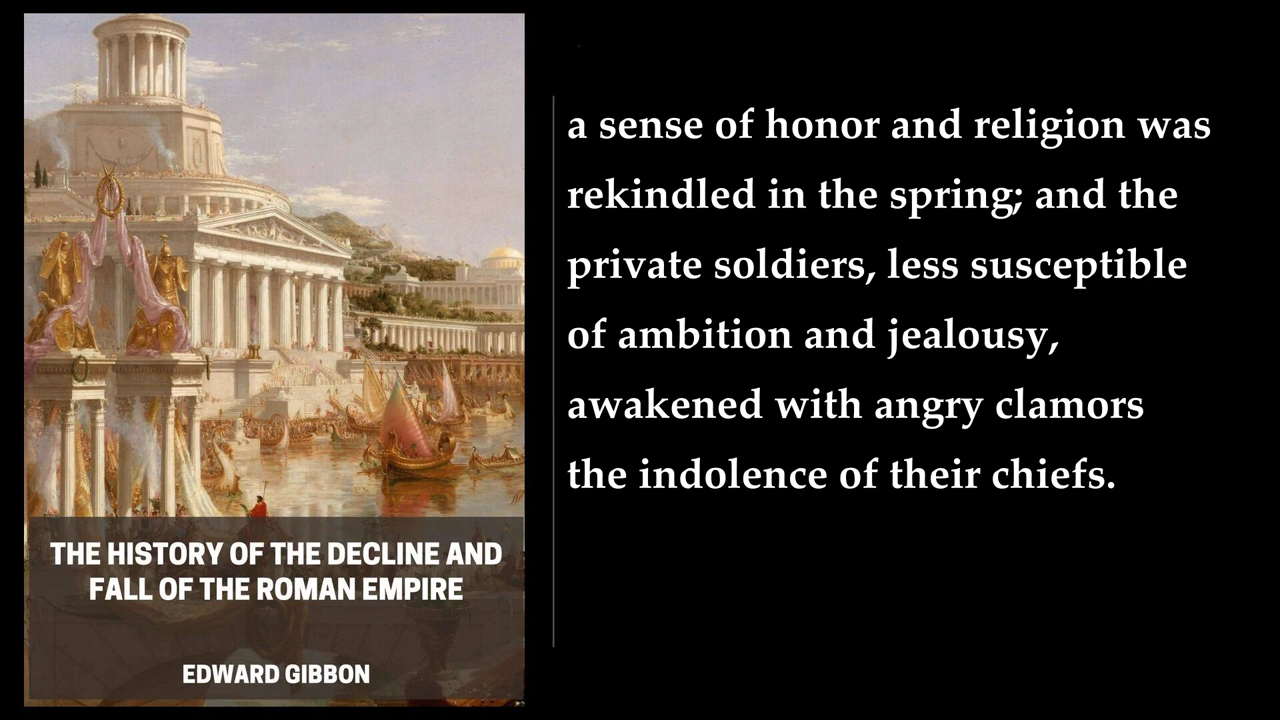 a sense of honor and religion was
rekindled in the spring; and the
private soldiers, less susceptible
of ambition and jealousy,
awakened with angry clamors
the indolence of their chiefs.
THE HISTORY OF THE DECLINE AND
FALL OF THE ROMAN EMPIRE
EDWARD GIBBON